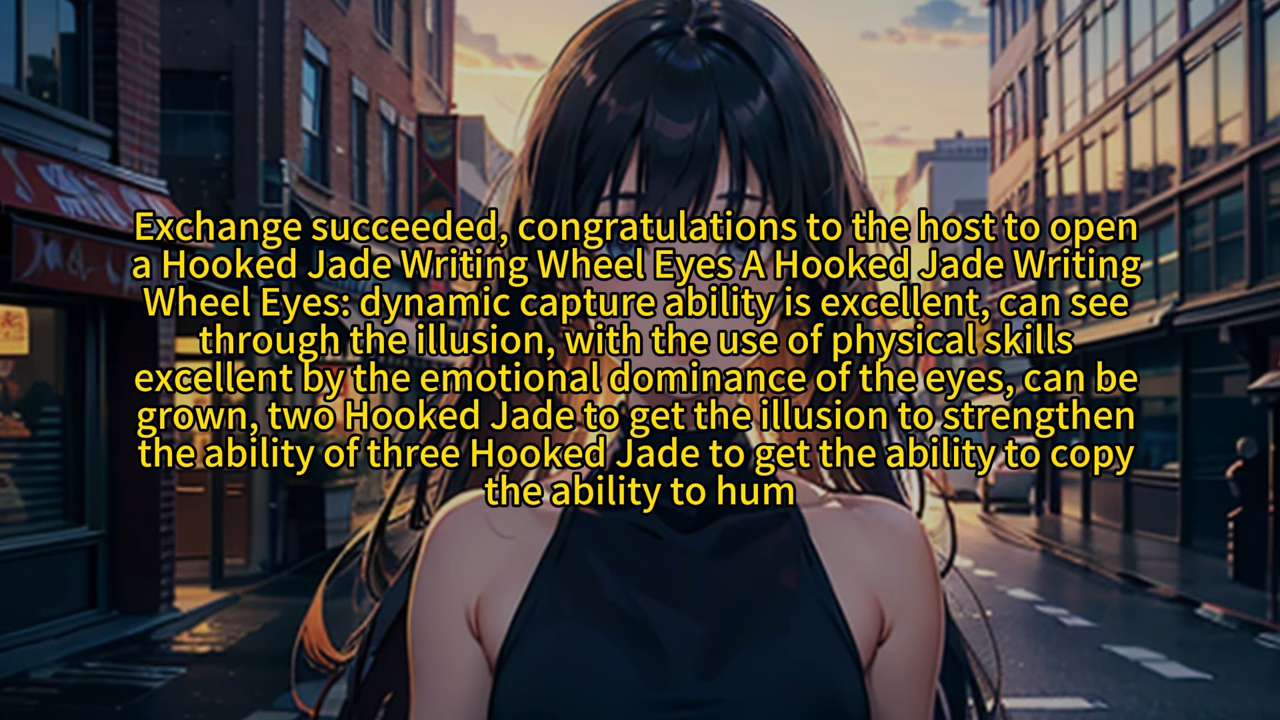 Exchange succeeded, congratulations to the host to open
a Hooked Jade Writing Wheel Eyes A Hooked Jade Writing
Wheel Eyes: dynamic capture ability is excellent, can see
through the illusion, with the use of physical skills
excellent by the emotional dominance of the eyes, can be
grown, two Hooked Jade to get the illusion to strengthen
the ability of three Hooked Jade to get the ability to copy
the ability to hum